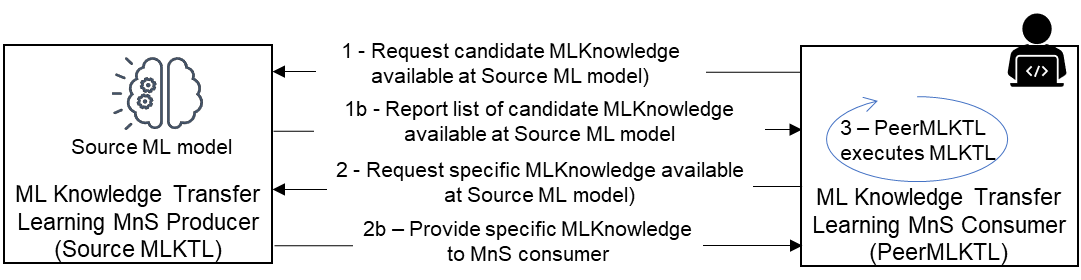 1 - Request candidate MLKnowledge
available at Source ML model)
1b - Report list of candidate MLKnowledge
available at Source ML model
2 - Request specific MLKnowledge available
at Source ML model)
2b – Provide specific MLKnowledge
to MnS consumer
Source ML model
ML Knowledge Transfer
Learning MnS Producer
(Source MLKTL)
</>
3 – PeerMLKTL
executes MLKTL
ML Knowledge Transfer
Learning MnS Consumer
(PeerMLKTL)